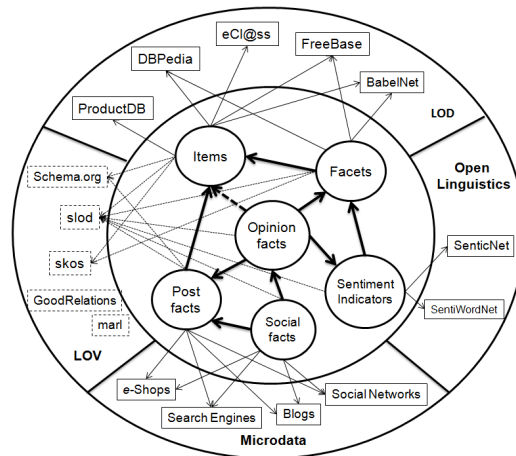 eCl@ss
FreeBase
DBPedia
BabelNet
ProductDB
LOD
Items
Facets
Schema.org
Open
Linguistics
slod
Opinion
facts
SenticNet
skos
Sentiment
Indicators
GoodRelations
Post
facts
SentiWordNet
marl
Social
facts
LOV
e-Shops
Social Networks
Search Engines
Blogs
Microdata